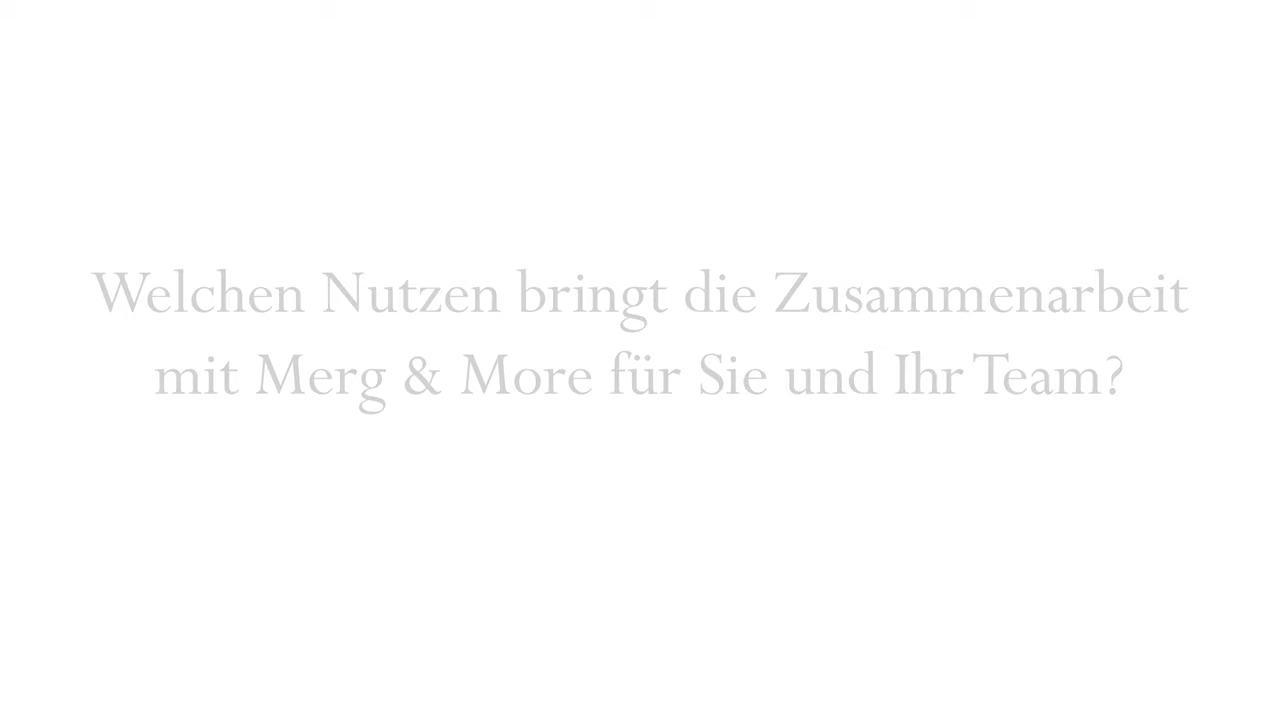 Welchen Nutzen bringt die Zusammenarbeit
mit Merg & More für Sie und Ihr Team?